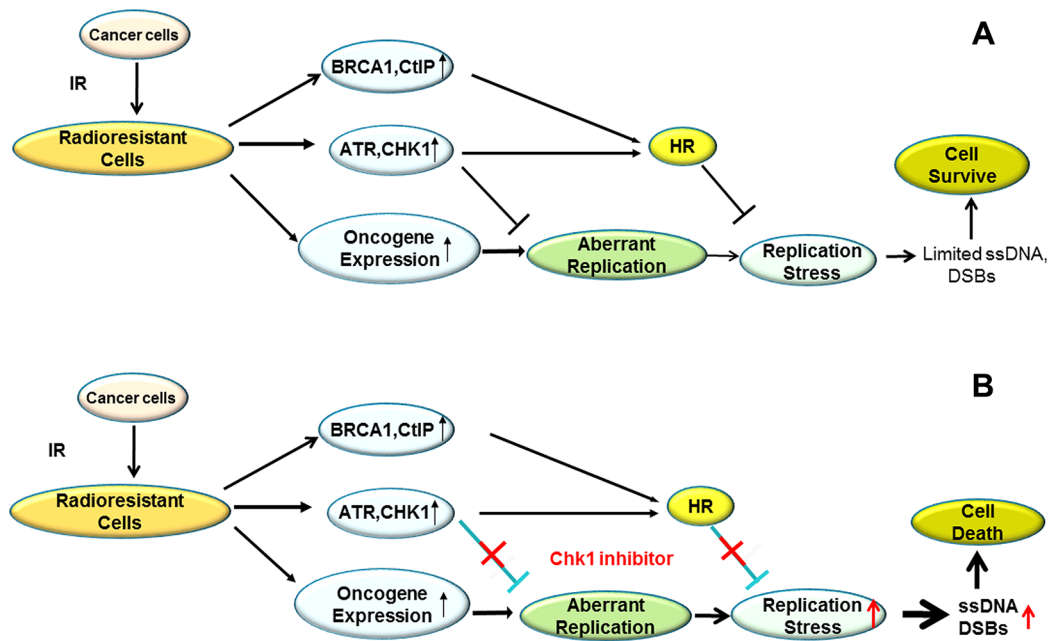 A
Cancer cells
IR
BRCA1,CtIP
Radioresistant
Cells
ATR,CHK1
HR
Cell
Survive
Oncogene
Expression
Aberrant
Replication
Replication
Stress
Limited ssDNA,
DSBs
B
Cancer cells
IR
BRCA1,CtIP
Radioresistant
Cells
ATR,CHK1
HR
Cell
Death
Chk1 inhibitor
Oncogene
Expression
Aberrant
Replication
Replication
Stress
ssDNA
DSBs